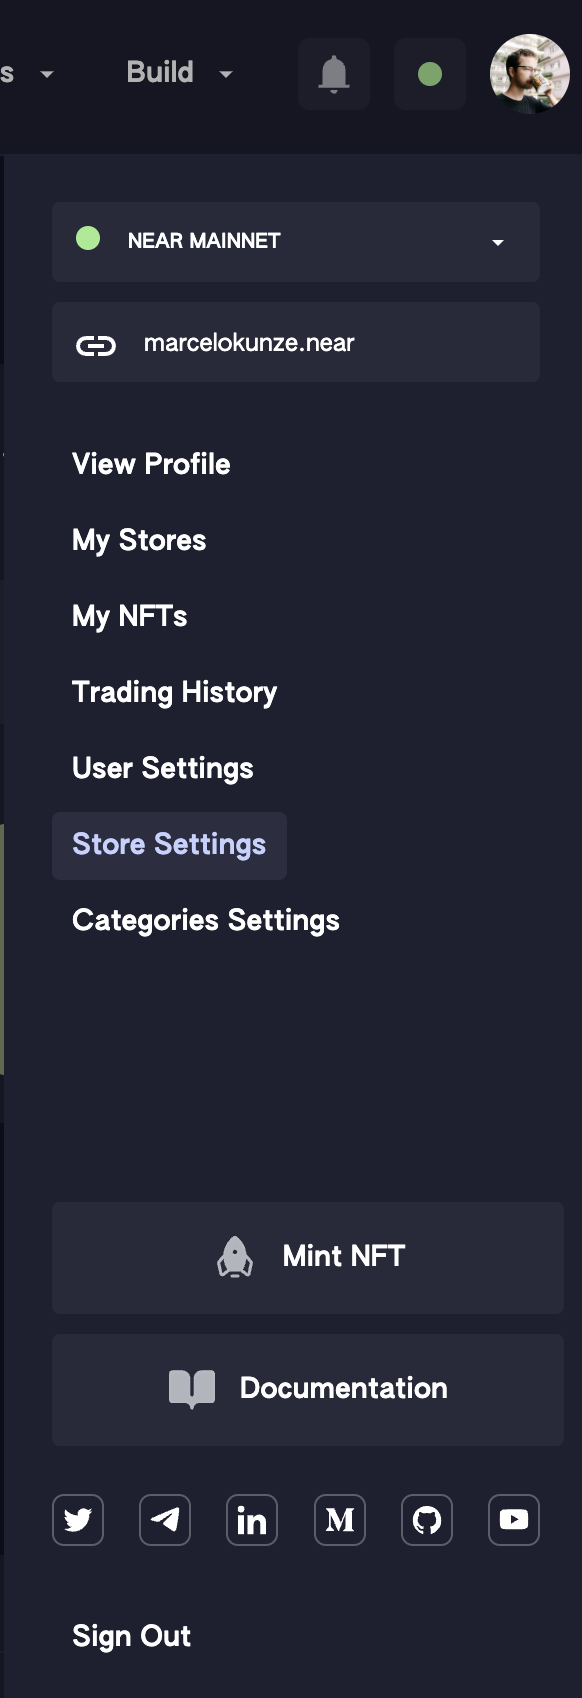 s
Build
NEAR MAINNET
marcelokunze.near
View Profile
My Stores
My NFTs
Trading History
User Settings
Store Settings
Categories Settings
Mint NFT
Documentation
Sign Out